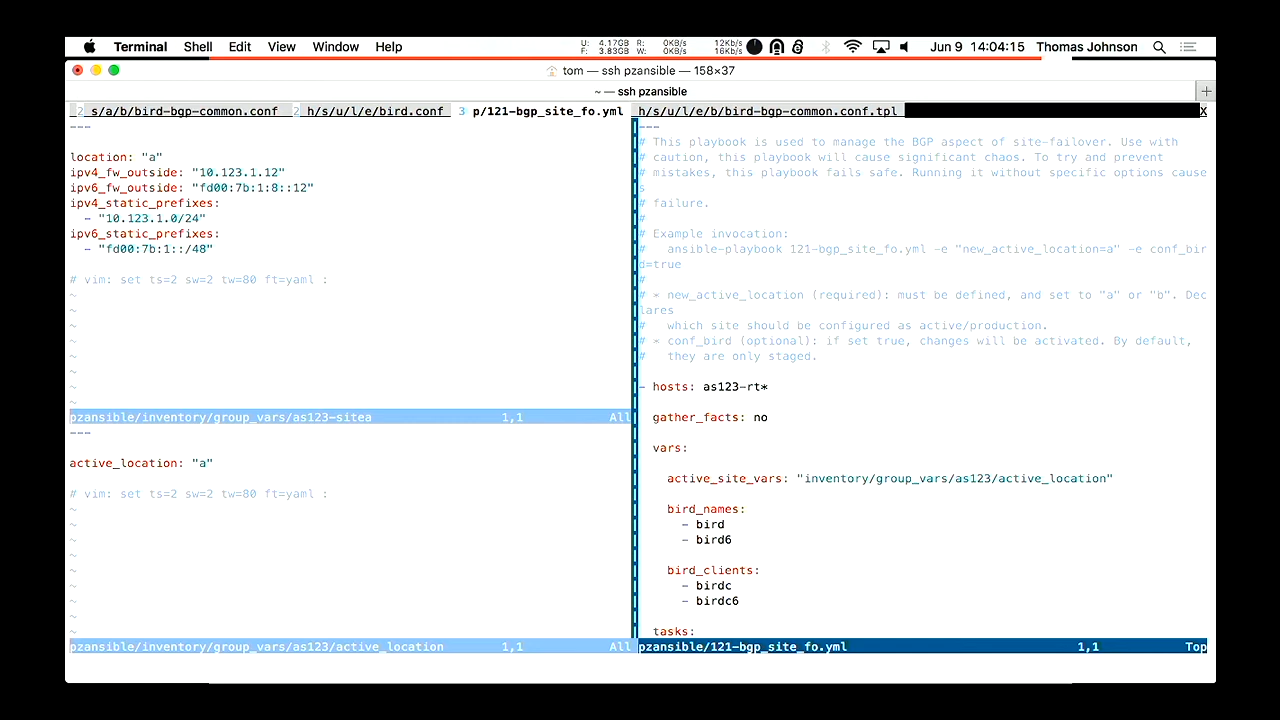 Terminal Shell Edit View Window Help U: 4.17GB R: 0KB/s 12Kb/s Jun 9 14:04:15 Thomas Johnson
F: 3.83GB W: 0KB/s 16Kb/s
tom — ssh pzansible — 158×37
~ — ssh pzansible
2 s/a/b/bird-bgp-common.conf 2 h/s/u/l/e/bird.conf 3 p/121-bgp_site_fo.yml h/s/u/l/e/b/bird-bgp-common.conf.tpl X
---
location: "a"
ipv4_fw_outside: "10.123.1.12"
ipv6_fw_outside: "fd00:7b:1:8::12"
ipv4_static_prefixes:
- "10.123.1.0/24"
ipv6_static_prefixes:
- "fd00:7b:1::/48"
# vim: set ts=2 sw=2 tw=80 ft=yaml :
~
~
~
~
~
~
~
~
pzansible/inventory/group_vars/as123-sitea 1,1 All
---
active_location: "a"
# vim: set ts=2 sw=2 tw=80 ft=yaml :
~
~
~
~
~
~
~
~
~
pzansible/inventory/group_vars/as123/active_location 1,1 All
---
# This playbook is used to manage the BGP aspect of site-failover. Use with
# caution, this playbook will cause significant chaos. To try and prevent
# mistakes, this playbook fails safe. Running it without specific options cause
s
# failure.
#
# Example invocation:
# ansible-playbook 121-bgp_site_fo.yml -e "new_active_location=a" -e conf_bir
d=true
#
# * new_active_location (required): must be defined, and set to "a" or "b". Dec
lares
# which site should be configured as active/production.
# * conf_bird (optional): if set true, changes will be activated. By default,
# they are only staged.
- hosts: as123-rt*
gather_facts: no
vars:
active_site_vars: "inventory/group_vars/as123/active_location"
bird_names:
- bird
- bird6
bird_clients:
- birdc
- birdc6
tasks:
pzansible/121-bgp_site_fo.yml 1,1 Top